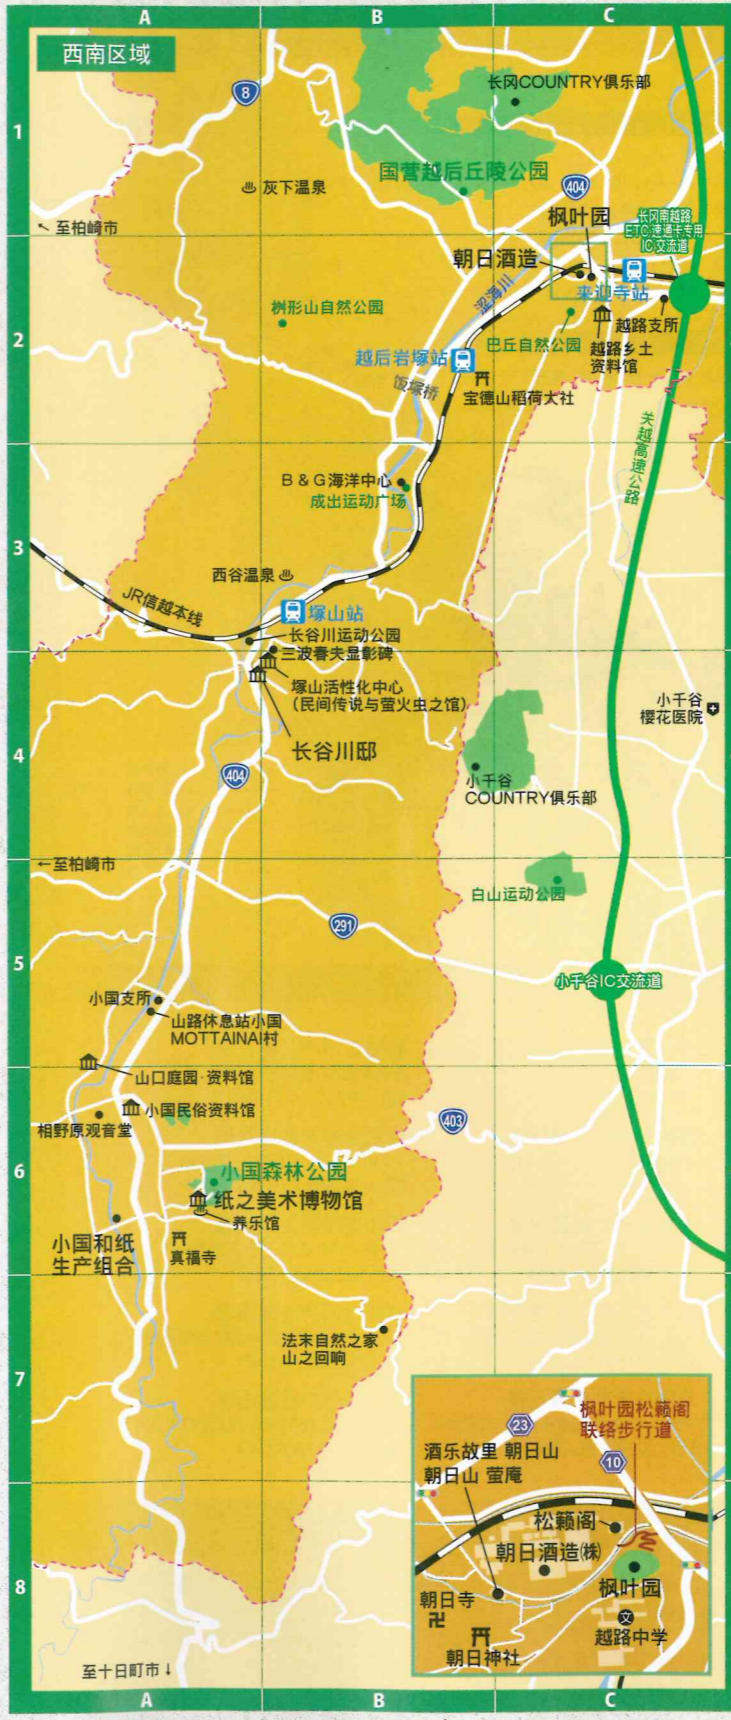 A
B
C
西南区域
1
8
长冈COUNTRY俱乐部
国营越后丘陵公园
灰下温泉
404
枫叶园
长冈南越路
ETC速通卡专用
IC交流道
至柏崎市
朝日酒造
涩海川
来迎寺站
越路支所
桝形山自然公园
2
巴丘自然公园
越路乡土
资料馆
越后岩塚站
饭塚桥
宝德山稻荷大社
关越高速公路
B&G海洋中心
成出运动广场
3
西谷温泉
JR信越本线
塚山站
长谷川运动公园
三波春夫显彰碑
塚山活性化中心
(民间传说与萤火虫之馆)
小千谷
樱花医院
长谷川邸
4
404
小千谷
COUNTRY俱乐部
←至柏崎市
白山运动公园
291
5
小千谷IC交流道
小国支所
山路休息站小国
MOTTAINAI村
山口庭园·资料馆
小国民俗资料馆
403
相野原观音堂
6
小国森林公园
纸之美术博物馆
养乐馆
小国和纸
生产组合
真福寺
法末自然之家
山之回响
7
枫叶园松籁阁
联络步行道
23
酒乐故里 朝日山
朝日山 萤庵
10
松籁阁
朝日酒造㈱
8
枫叶园
朝日寺
卍
文
越路中学
朝日神社
至十日町市↓
A
B
C